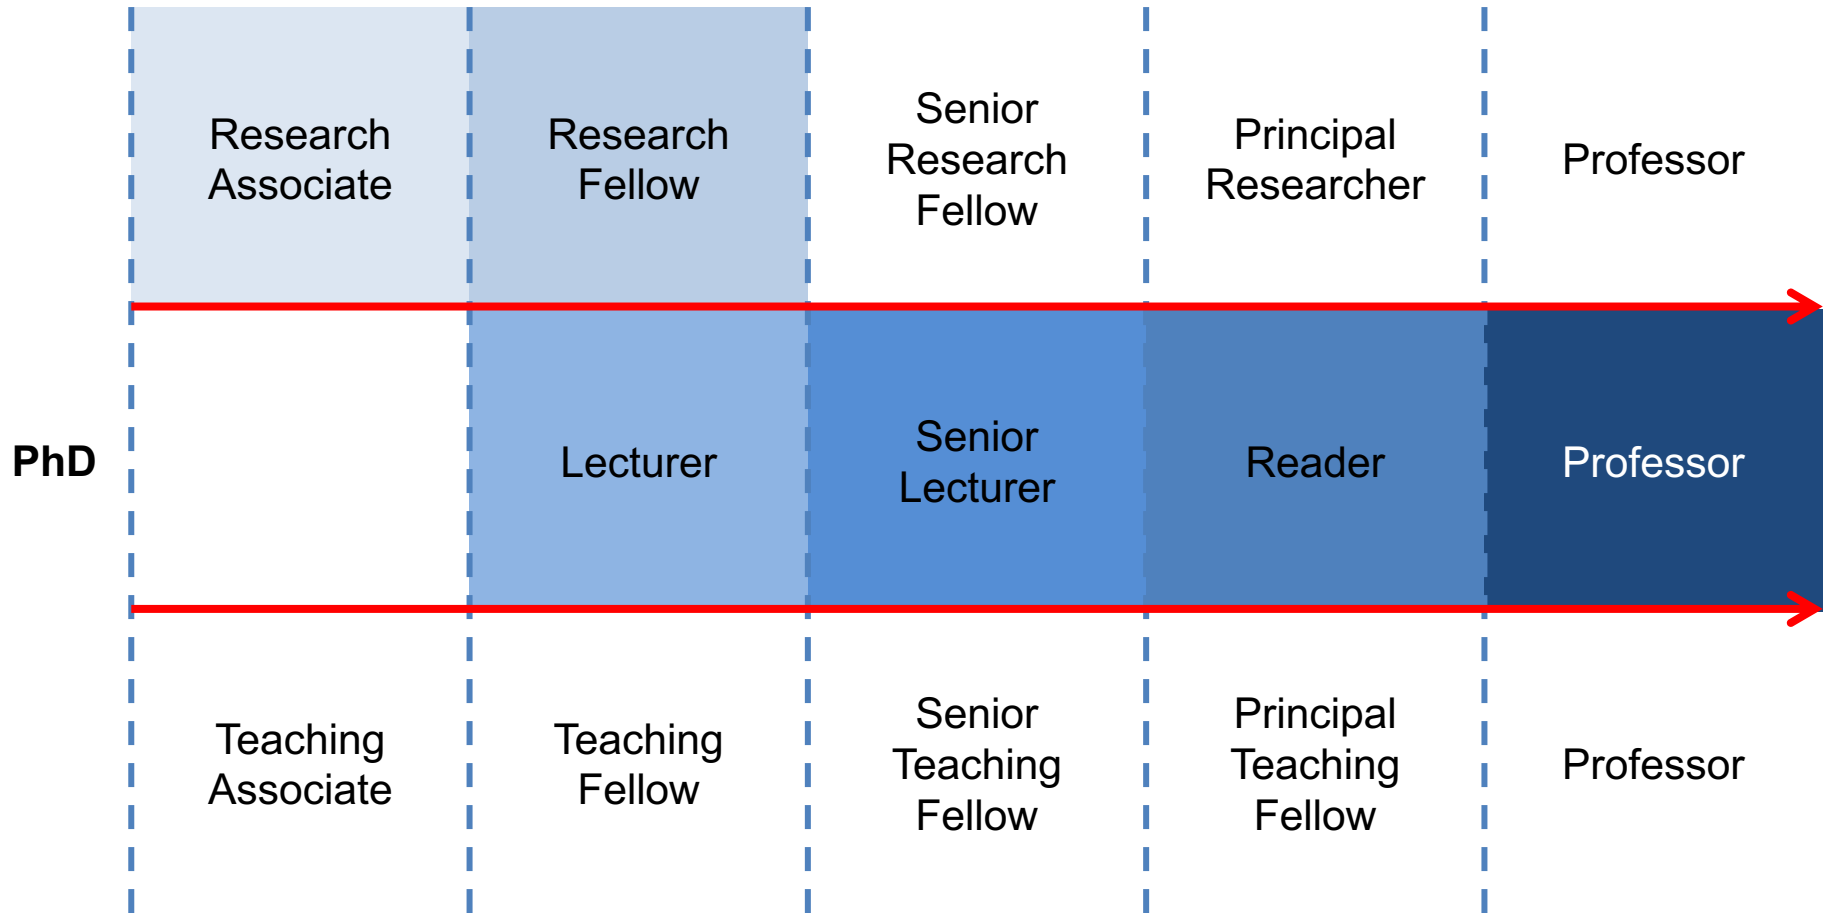 Research
Associate
Research
Fellow
Senior
Research
Fellow
Principal
Researcher
Professor
PhD
Lecturer
Senior
Lecturer
Reader
Professor
Teaching
Associate
Teaching
Fellow
Senior
Teaching
Fellow
Principal
Teaching
Fellow
Professor